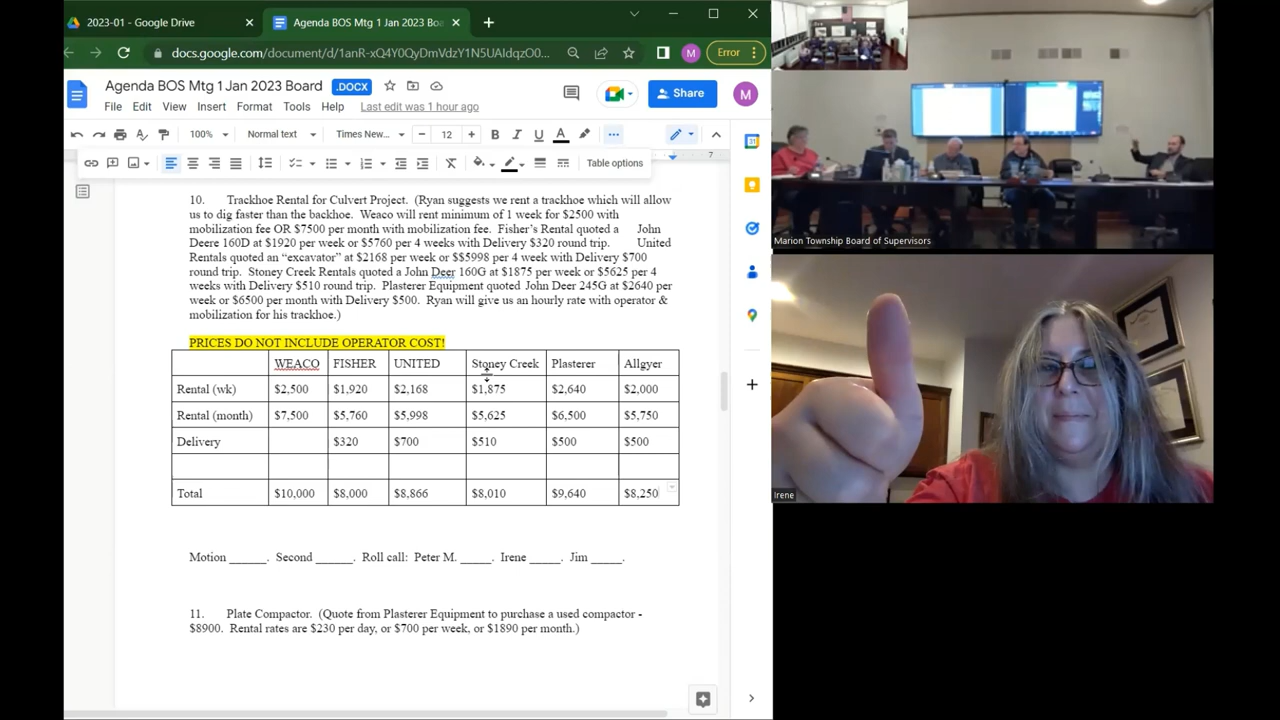 2023-01 - Google Drive
Agenda BOS Mtg 1 Jan 2023 Boa
docs.google.com/document/d/1anR-xQ4Y0QyDmVdzY1N5UAIdqzO0...
M
Error
Agenda BOS Mtg 1 Jan 2023 Board .DOCX
Share
M
File Edit View Insert Format Tools Help Last edit was 1 hour ago
100% Normal text Times New... 12 B I U A
Table options
7
10. Trackhoe Rental for Culvert Project. (Ryan suggests we rent a trackhoe which will allow
us to dig faster than the backhoe. Weaco will rent minimum of 1 week for $2500 with
mobilization fee OR $7500 per month with mobilization fee. Fisher's Rental quoted a John
Deere 160D at $1920 per week or $5760 per 4 weeks with Delivery $320 round trip. United
Rentals quoted an "excavator" at $2168 per week or $$5998 per 4 week with Delivery $700
round trip. Stoney Creek Rentals quoted a John Deer 160G at $1875 per week or $5625 per 4
weeks with Delivery $510 round trip. Plasterer Equipment quoted John Deer 245G at $2640 per
week or $6500 per month with Delivery $500. Ryan will give us an hourly rate with operator &
mobilization for his trackhoe.)
PRICES DO NOT INCLUDE OPERATOR COST!
WEACO FISHER UNITED Stoney Creek Plasterer Allgyer
Rental (wk) $2,500 $1,920 $2,168 $1,875 $2,640 $2,000
Rental (month) $7,500 $5,760 $5,998 $5,625 $6,500 $5,750
Delivery $320 $700 $510 $500 $500
Total $10,000 $8,000 $8,866 $8,010 $9,640 $8,250
Motion ______. Second ______. Roll call: Peter M. _____. Irene _____. Jim _____.
11. Plate Compactor. (Quote from Plasterer Equipment to purchase a used compactor -
$8900. Rental rates are $230 per day, or $700 per week, or $1890 per month.)
Marion Township Board of Supervisors
Irene